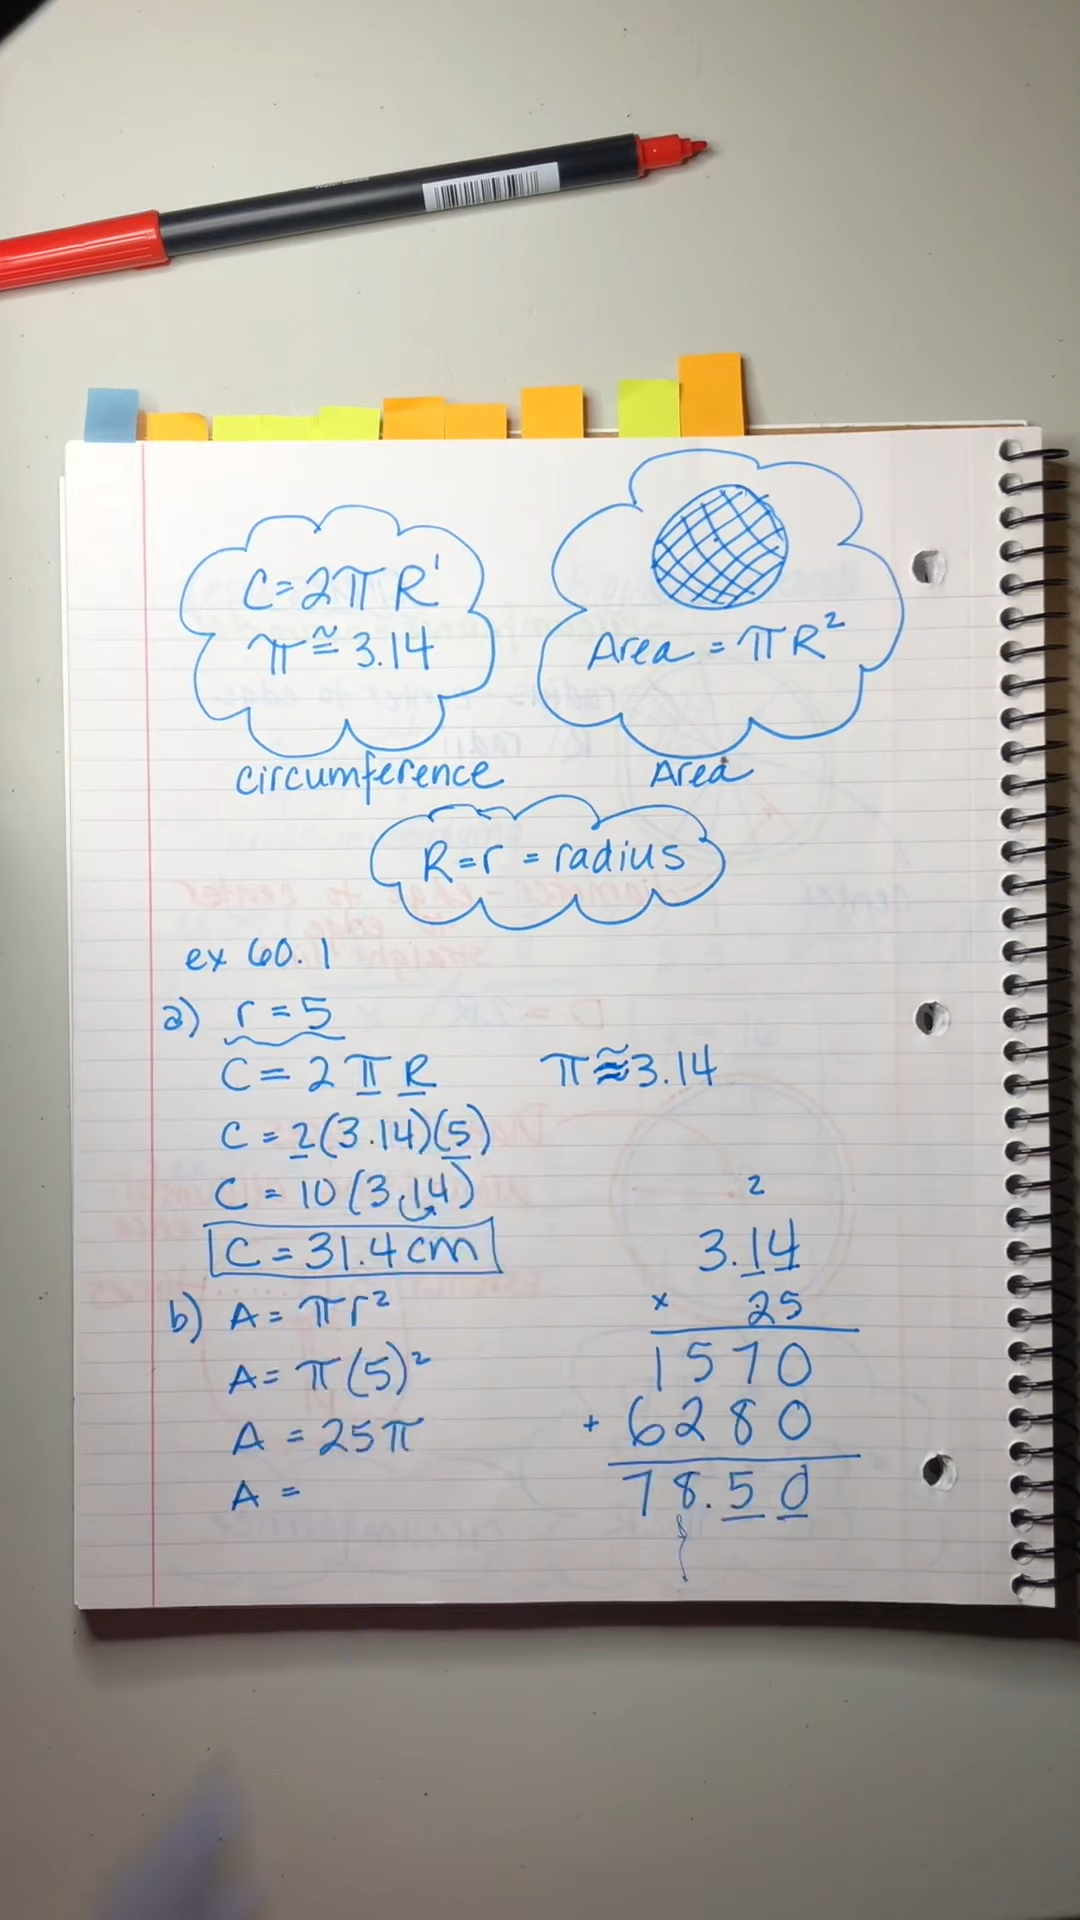 C=2πR¹
π≅3.14
circumference
Area = πR²
Area
R=r=radius
ex 60.1
a) r = 5
C = 2πR
π≈3.14
C = 2(3.14)(5)
C = 10(3.14)
C = 31.4cm
b) A = πr²
A = π(5)²
A = 25π
A =
2
3.14
x 25
1570
+ 6280
78.50